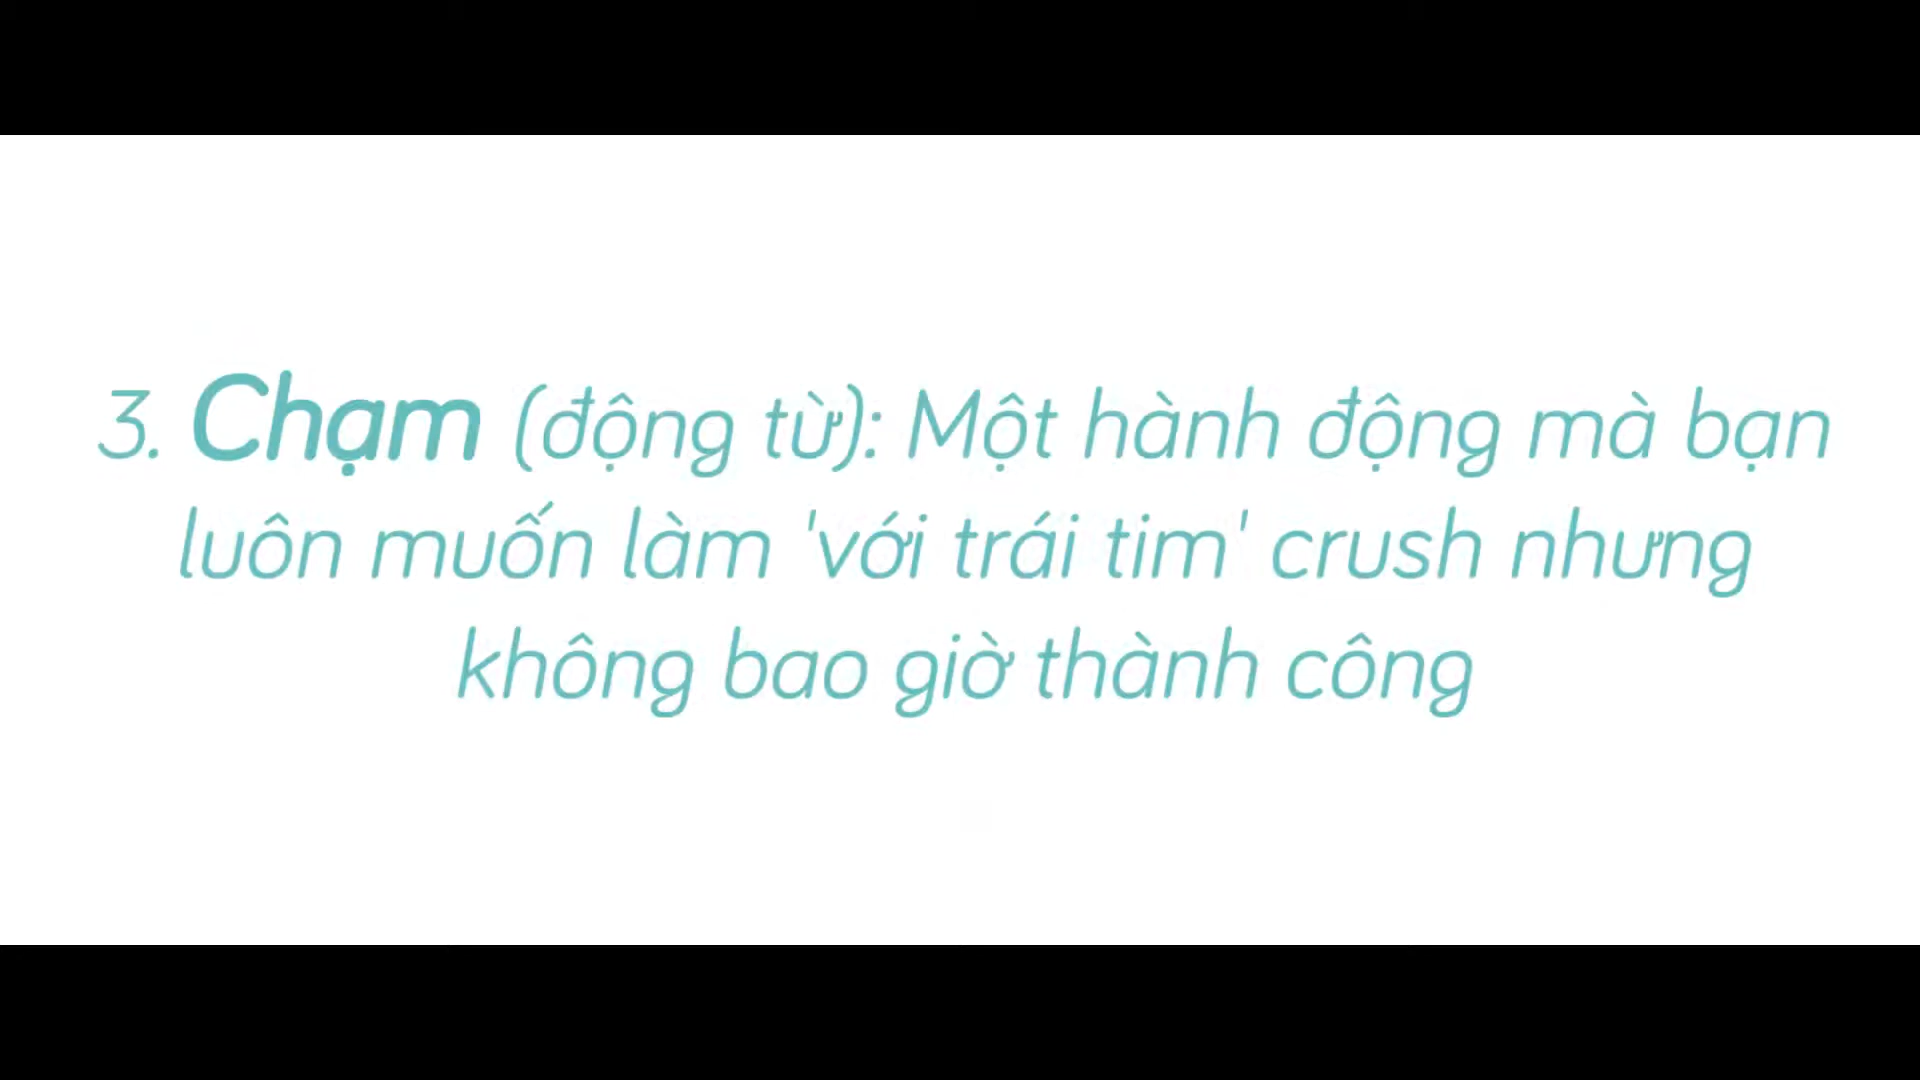 3. Chạm (động từ): Một hành động mà bạn
luôn muốn làm 'với trái tim' crush nhưng
không bao giờ thành công